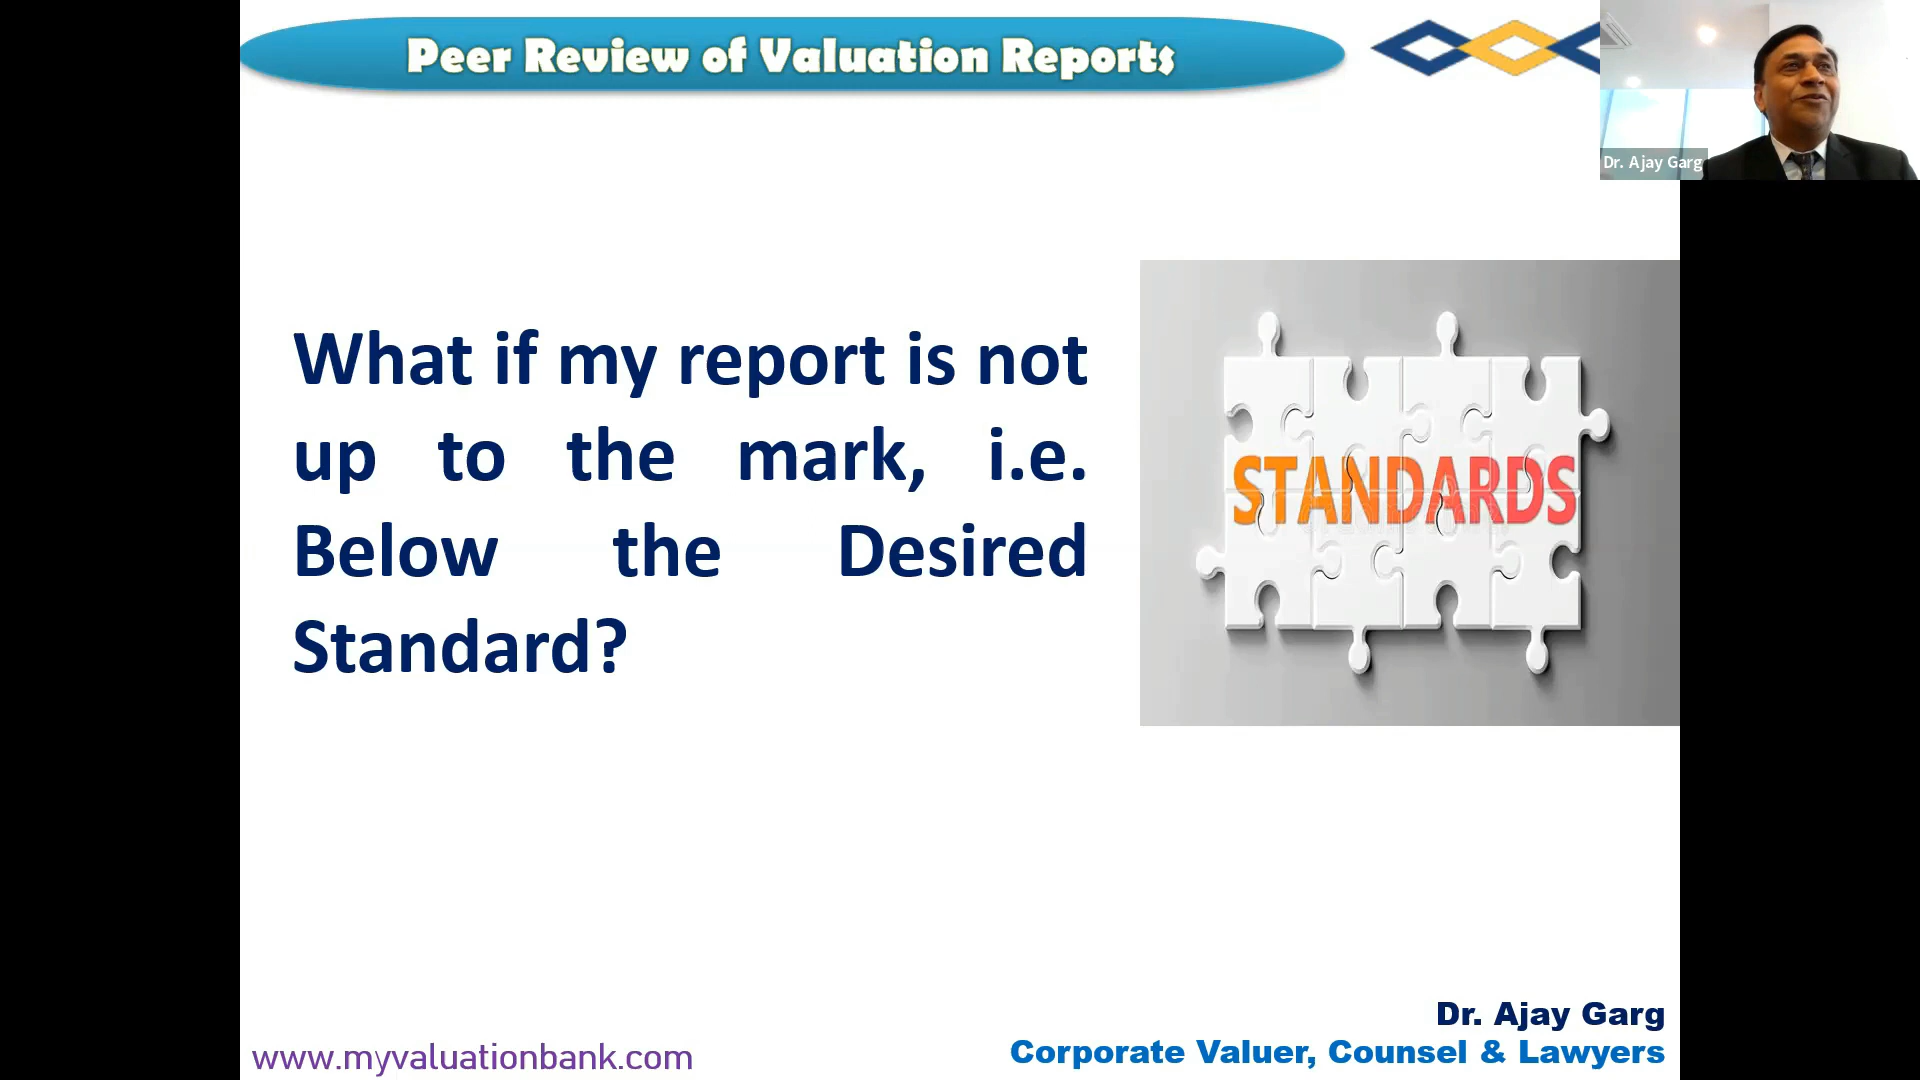 Peer Review of Valuation Reports
Dr. Ajay Garg
What if my report is not
up to the mark, i.e.
Below the Desired
Standard?
STANDARDS
Dr. Ajay Garg
Corporate Valuer, Counsel & Lawyers
www.myvaluationbank.com